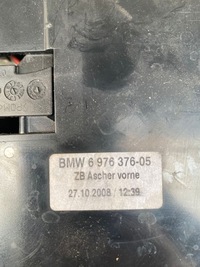 BMW 6 976 376-05
ZB Ascher vorne
27.10.2008 / 12:39